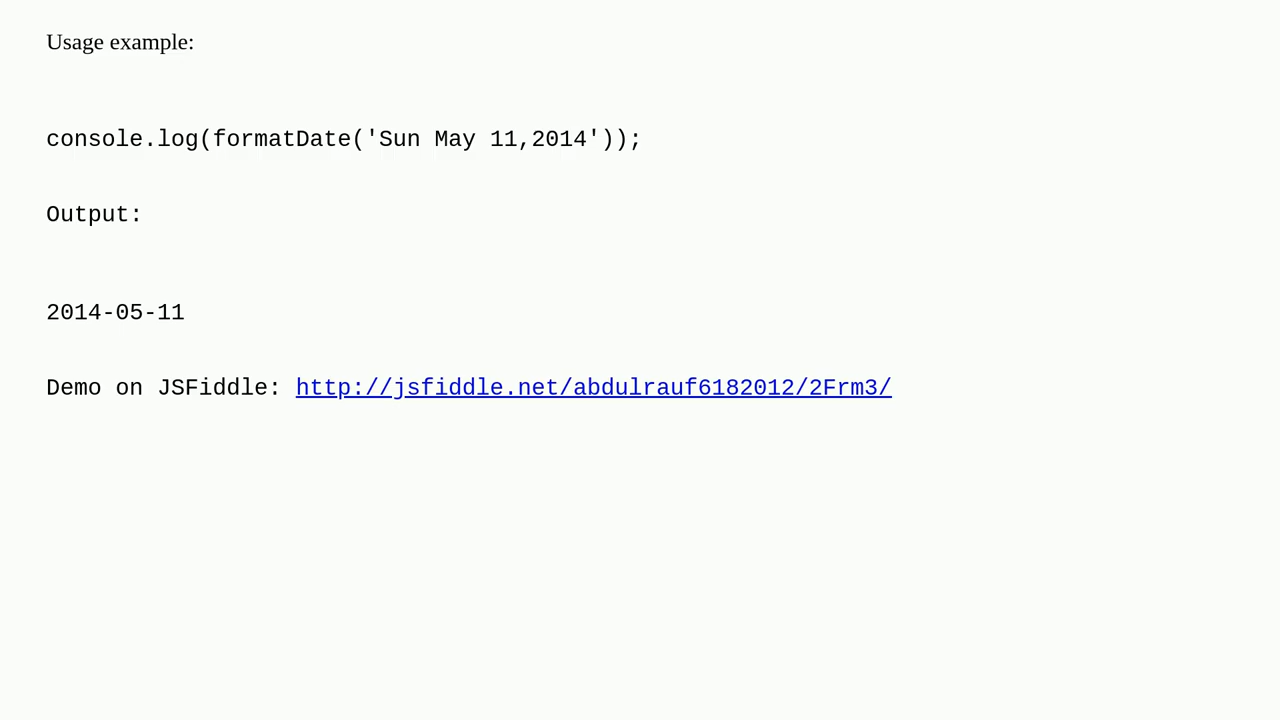 Usage example:
console.log(formatDate('Sun May 11,2014'));
Output:
2014-05-11
Demo on JSFiddle: http://jsfiddle.net/abdulrauf6182012/2Frm3/